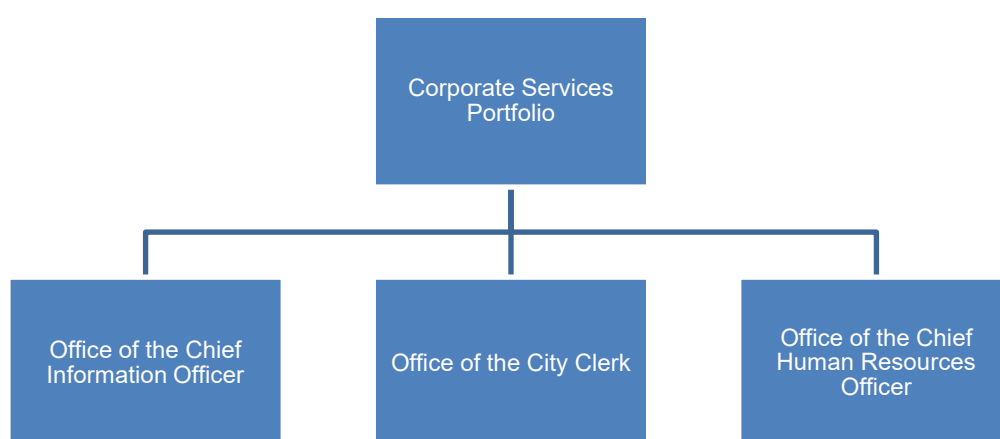 Corporate Services
Portfolio
Office of the Chief
Information Officer
Office of the City Clerk
Office of the Chief
Human Resources
Officer